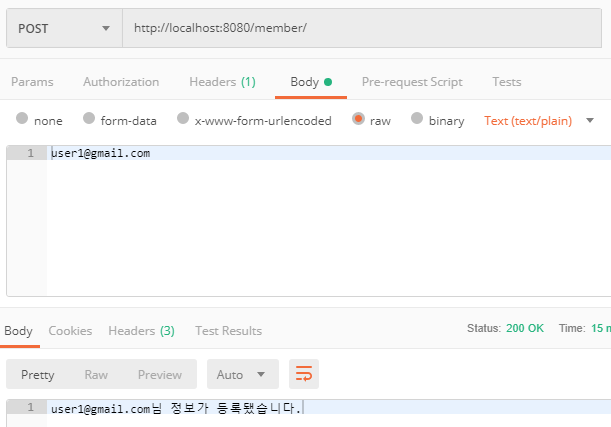 POST http://localhost:8080/member/
Params Authorization Headers (1) Body Pre-request Script Tests
none form-data x-www-form-urlencoded raw binary Text (text/plain)
1 user1@gmail.com
Body Cookies Headers (3) Test Results Status: 200 OK Time: 15
Pretty Raw Preview Auto
1 user1@gmail.com님 정보가 등록됐습니다.